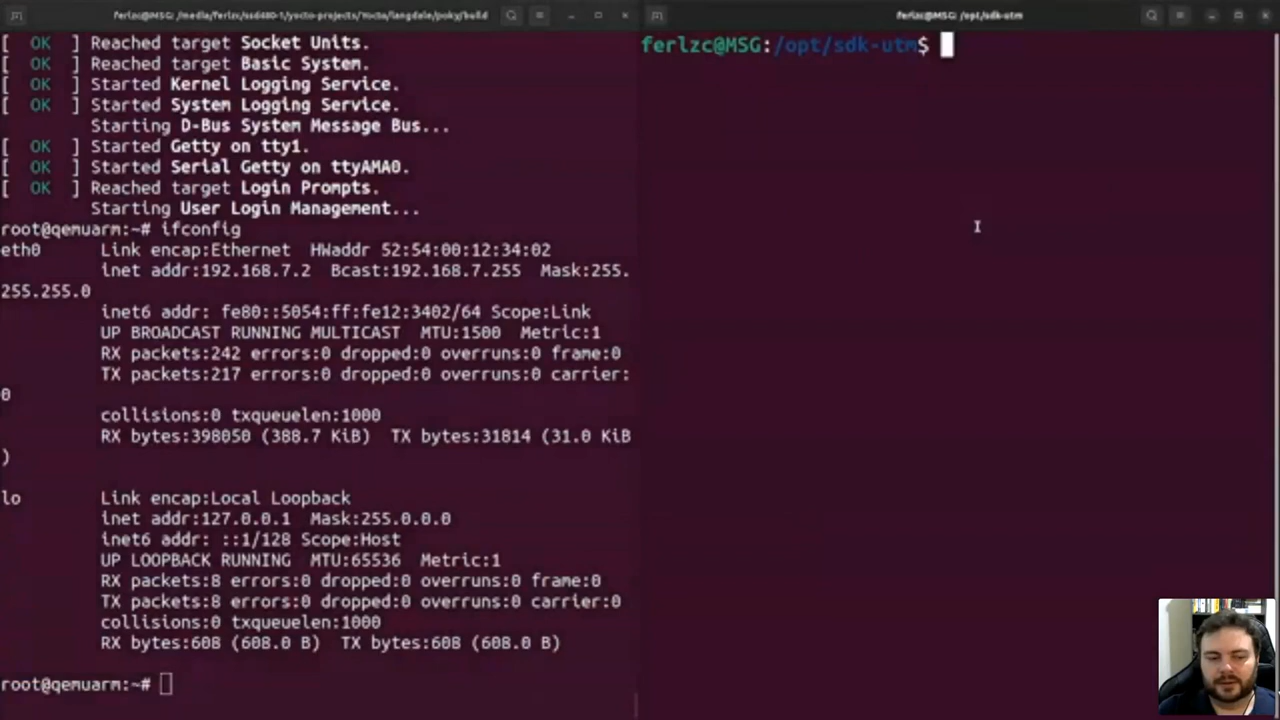 ferlzc@MSG: /media/ferlzc/ssd480-1/yocto-projects/Yocto/langdale/poky/build
[  OK  ] Reached target Socket Units.
[  OK  ] Reached target Basic System.
[  OK  ] Started Kernel Logging Service.
[  OK  ] Started System Logging Service.
Starting D-Bus System Message Bus...
[  OK  ] Started Getty on tty1.
[  OK  ] Started Serial Getty on ttyAMA0.
[  OK  ] Reached target Login Prompts.
Starting User Login Management...
root@qemuarm:~# ifconfig
eth0      Link encap:Ethernet  HWaddr 52:54:00:12:34:02
inet addr:192.168.7.2  Bcast:192.168.7.255  Mask:255.
255.255.0
inet6 addr: fe80::5054:ff:fe12:3402/64 Scope:Link
UP BROADCAST RUNNING MULTICAST  MTU:1500  Metric:1
RX packets:242 errors:0 dropped:0 overruns:0 frame:0
TX packets:217 errors:0 dropped:0 overruns:0 carrier:
0
collisions:0 txqueuelen:1000
RX bytes:398050 (388.7 KiB)  TX bytes:31814 (31.0 KiB
)
lo        Link encap:Local Loopback
inet addr:127.0.0.1  Mask:255.0.0.0
inet6 addr: ::1/128 Scope:Host
UP LOOPBACK RUNNING  MTU:65536  Metric:1
RX packets:8 errors:0 dropped:0 overruns:0 frame:0
TX packets:8 errors:0 dropped:0 overruns:0 carrier:0
collisions:0 txqueuelen:1000
RX bytes:608 (608.0 B)  TX bytes:608 (608.0 B)
root@qemuarm:~#
ferlzc@MSG: /opt/sdk-utm
ferlzc@MSG:/opt/sdk-utm$